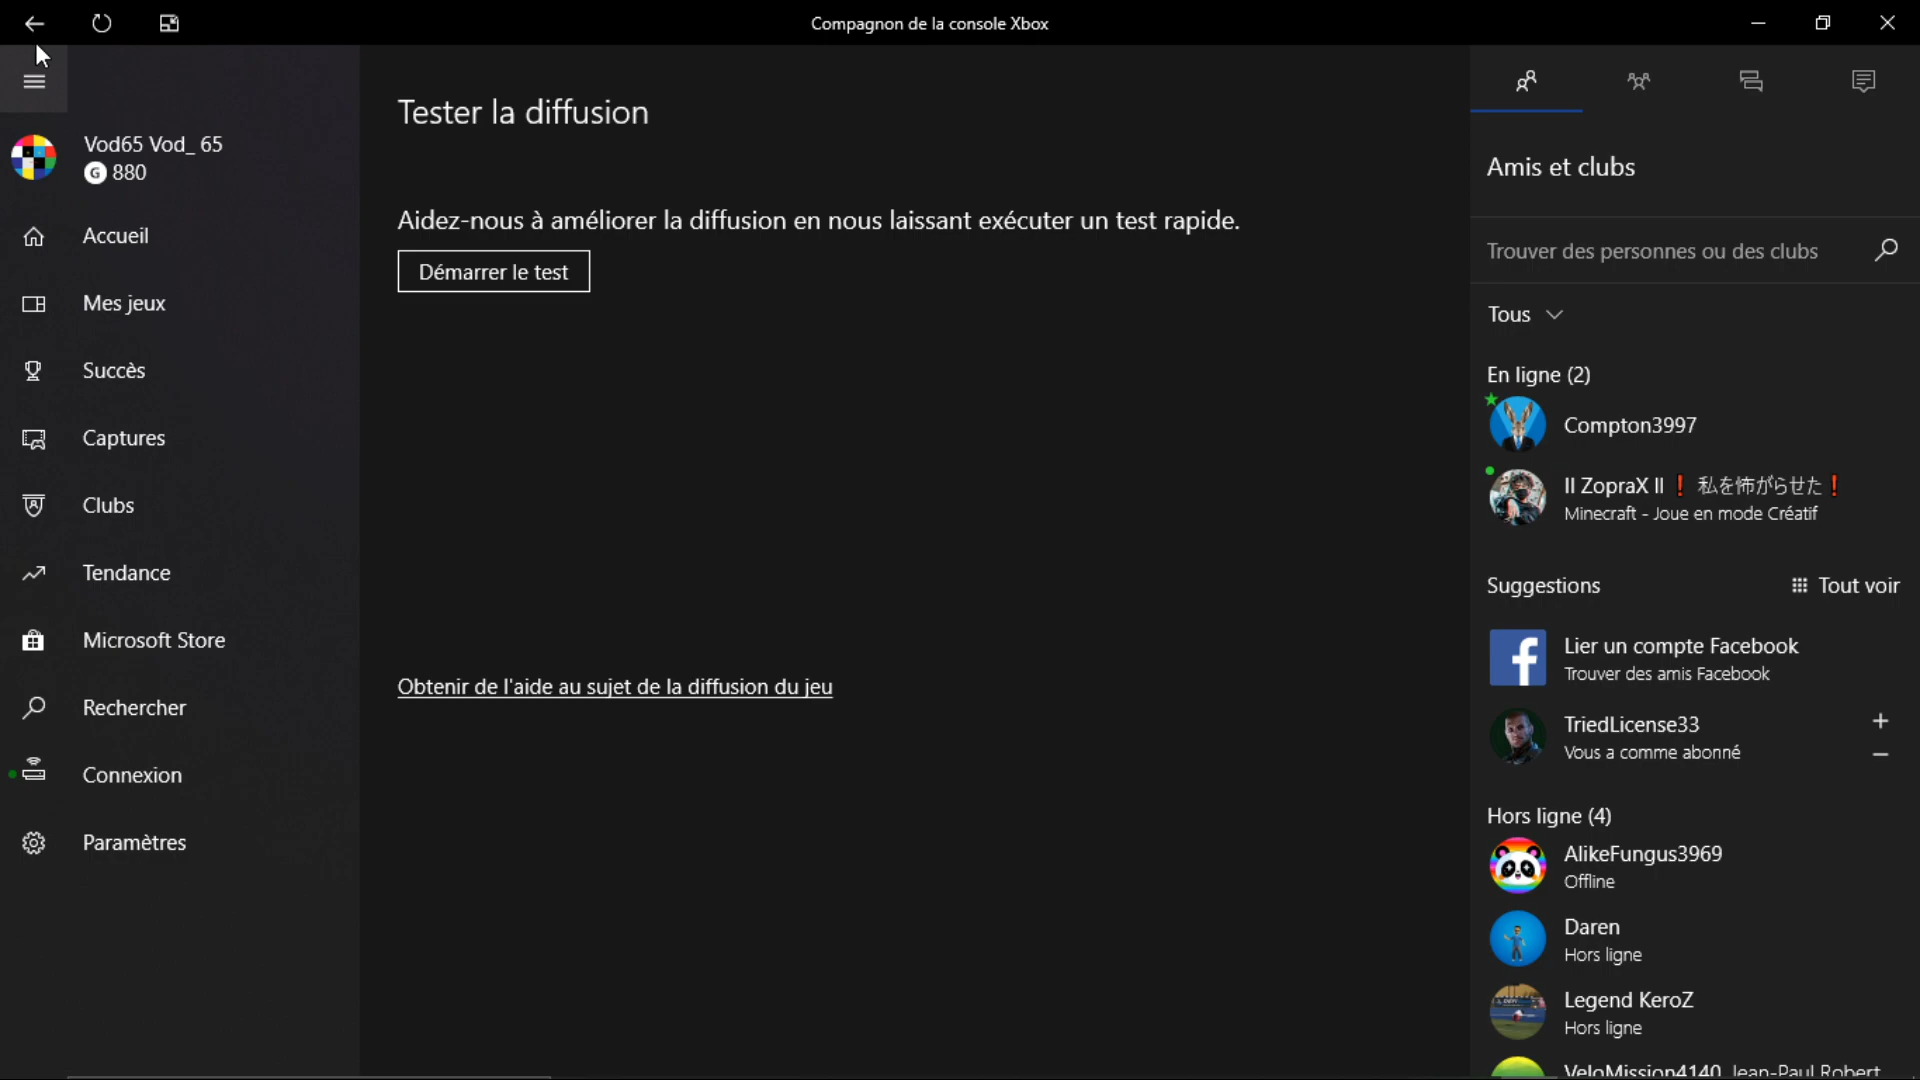 Compagnon de la console Xbox
Vod65 Vod_ 65
G 880
Accueil
Mes jeux
Succès
Captures
Clubs
Tendance
Microsoft Store
Rechercher
Connexion
Paramètres
Tester la diffusion
Aidez-nous à améliorer la diffusion en nous laissant exécuter un test rapide.
Démarrer le test
Obtenir de l'aide au sujet de la diffusion du jeu
Amis et clubs
Trouver des personnes ou des clubs
Tous
En ligne (2)
Compton3997
II ZopraX II❗私を怖がらせた❗
Minecraft - Joue en mode Créatif
Suggestions
Tout voir
Lier un compte Facebook
Trouver des amis Facebook
TriedLicense33
Vous a comme abonné
Hors ligne (4)
AlikeFungus3969
Offline
Daren
Hors ligne
Legend KeroZ
Hors ligne
VeloMission4140 Jean-Paul Robert